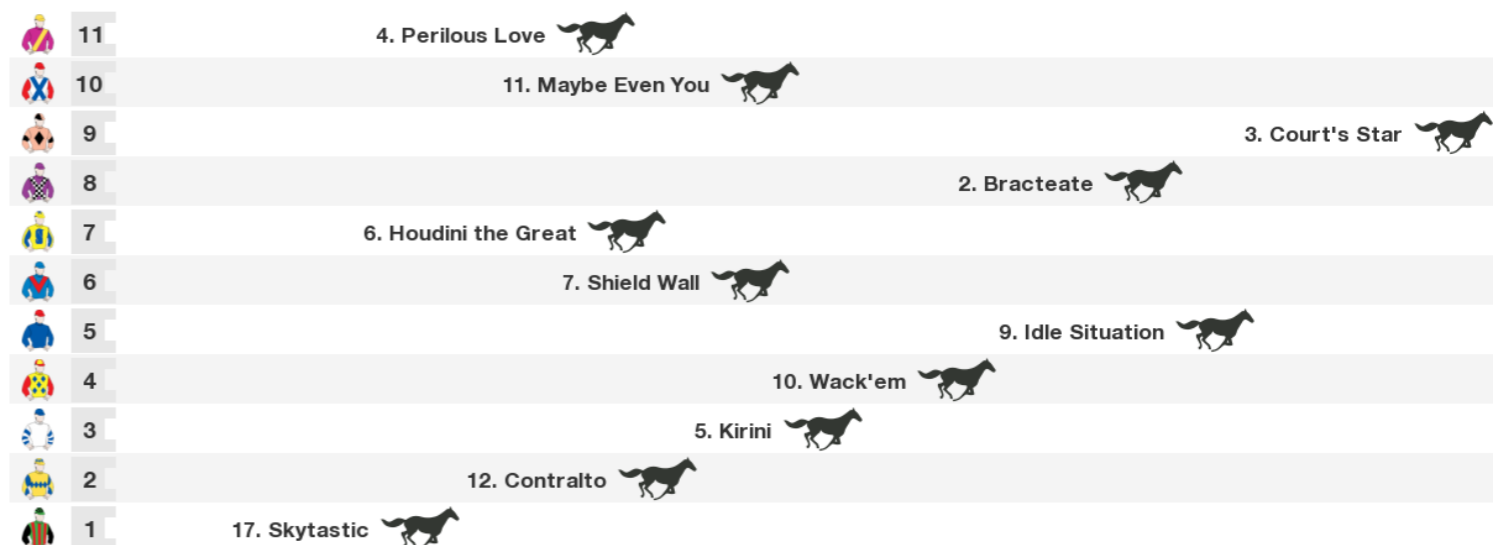 11 4. Perilous Love
10 11. Maybe Even You
9 3. Court's Star
8 2. Bracteate
7 6. Houdini the Great
6 7. Shield Wall
5 9. Idle Situation
4 10. Wack'em
3 5. Kirini
2 12. Contralto
1 17. Skytastic